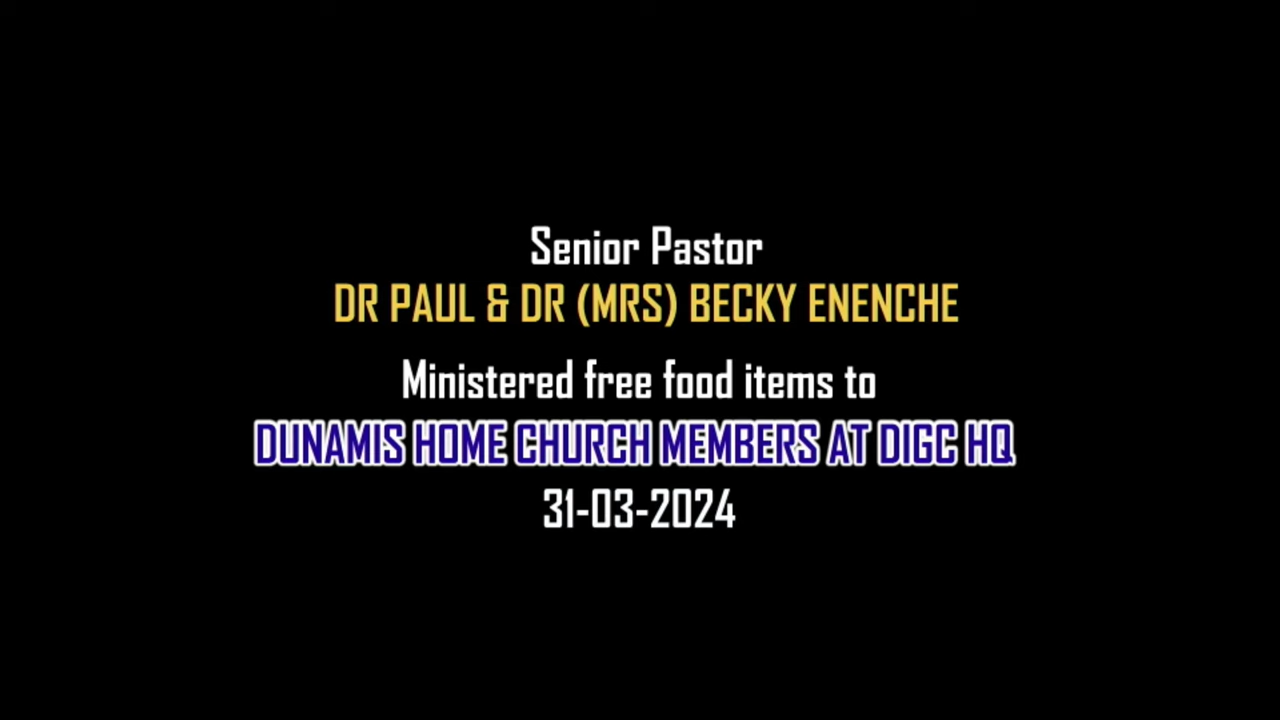 Senior Pastor
DR PAUL & DR (MRS) BECKY ENENCHE
Ministered free food items to
DUNAMIS HOME CHURCH MEMBERS AT DIGC HQ
31-03-2024